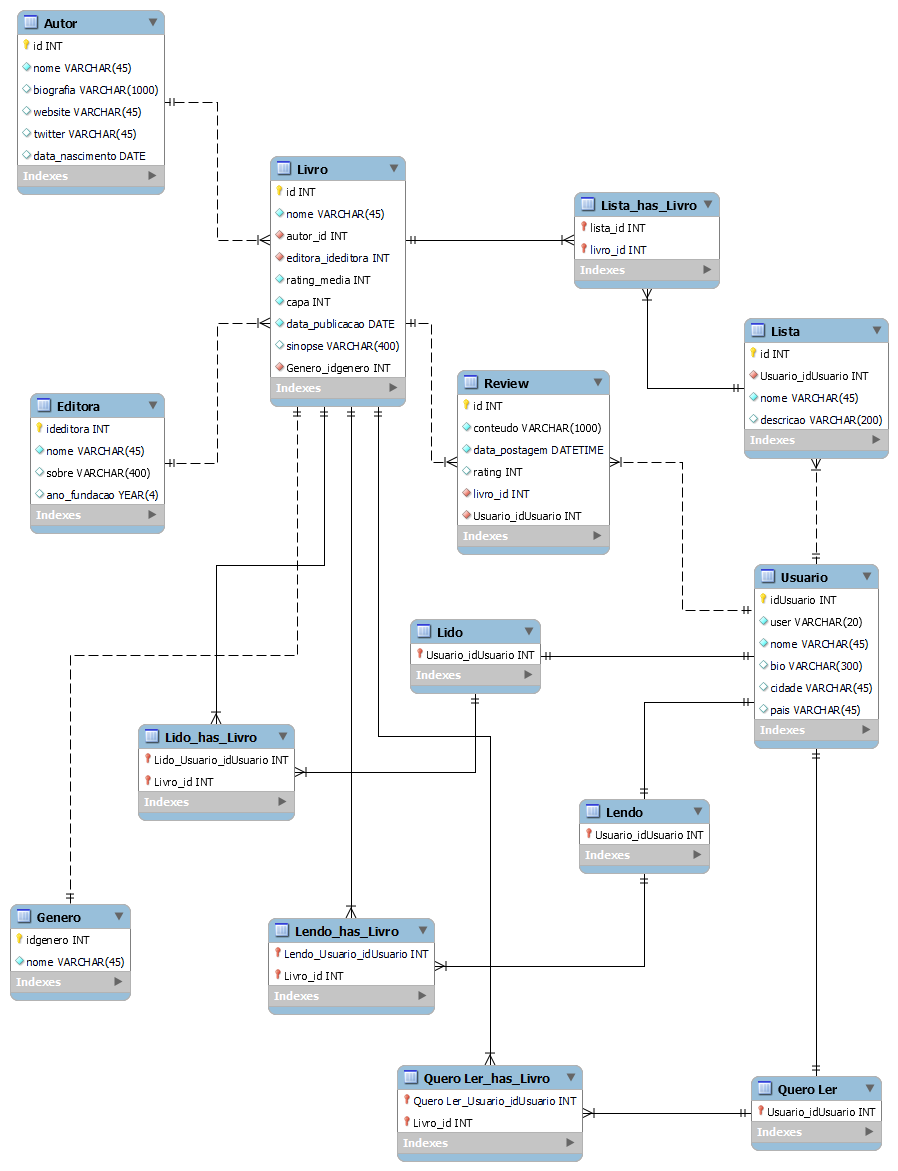 Autor
id INT
nome VARCHAR(45)
biografia VARCHAR(1000)
website VARCHAR(45)
twitter VARCHAR(45)
data_nascimento DATE
Indexes
Livro
id INT
nome VARCHAR(45)
autor_id INT
editora_ideditora INT
rating_media INT
capa INT
data_publicacao DATE
sinopse VARCHAR(400)
Genero_idgenero INT
Indexes
Lista_has_Livro
lista_id INT
livro_id INT
Indexes
Lista
id INT
Usuario_idUsuario INT
nome VARCHAR(45)
descricao VARCHAR(200)
Indexes
Review
id INT
conteudo VARCHAR(1000)
data_postagem DATETIME
rating INT
livro_id INT
Usuario_idUsuario INT
Indexes
Editora
ideditora INT
nome VARCHAR(45)
sobre VARCHAR(400)
ano_fundacao YEAR(4)
Indexes
Usuario
idUsuario INT
user VARCHAR(20)
nome VARCHAR(45)
bio VARCHAR(300)
cidade VARCHAR(45)
pais VARCHAR(45)
Indexes
Lido
Usuario_idUsuario INT
Indexes
Lido_has_Livro
Lido_Usuario_idUsuario INT
Livro_id INT
Indexes
Lendo
Usuario_idUsuario INT
Indexes
Genero
idgenero INT
nome VARCHAR(45)
Indexes
Lendo_has_Livro
Lendo_Usuario_idUsuario INT
Livro_id INT
Indexes
Quero Ler_has_Livro
Quero Ler_Usuario_idUsuario INT
Livro_id INT
Indexes
Quero Ler
Usuario_idUsuario INT
Indexes